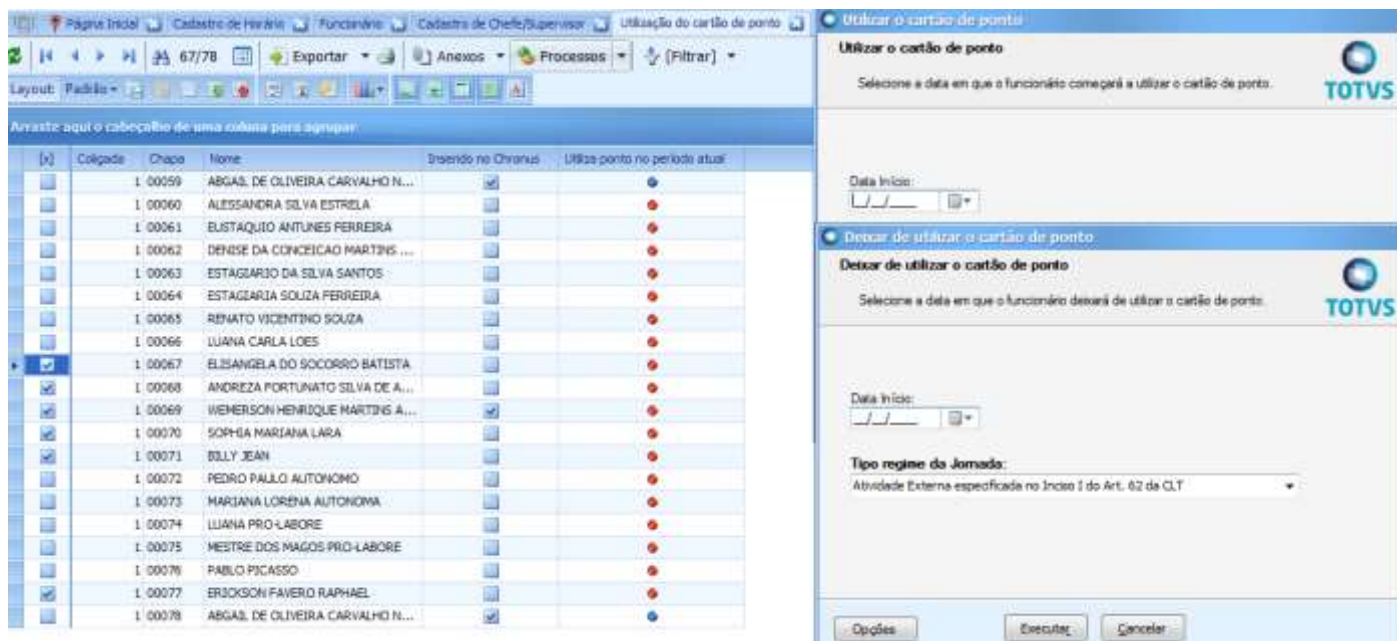 Página Inicial Cadastro de Horário Funcionário Cadastro de Chefe/Supervisor Utilização do cartão de ponto
67/78 Exportar Anexos Processos [Filtrar]
Layout: Padrão
Arraste aqui o cabeçalho de uma coluna para agrupar
[x] Coligada Chapa Nome Inserido no Chronus Utiliza ponto no período atual
1 00059 ABGAIL DE OLIVEIRA CARVALHO N...
1 00060 ALESSANDRA SILVA ESTRELA
1 00061 EUSTAQUIO ANTUNES FERREIRA
1 00062 DENISE DA CONCEICAO MARTINS ...
1 00063 ESTAGIARIO DA SILVA SANTOS
1 00064 ESTAGIARIA SOUZA FERREIRA
1 00065 RENATO VICENTINO SOUZA
1 00066 LUANA CARLA LOES
1 00067 ELISANGELA DO SOCORRO BATISTA
1 00068 ANDREZA FORTUNATO SILVA DE A...
1 00069 WEMERSON HENRIQUE MARTINS A...
1 00070 SOPHIA MARIANA LARA
1 00071 BILLY JEAN
1 00072 PEDRO PAULO AUTONOMO
1 00073 MARIANA LORENA AUTONOMA
1 00074 LUANA PRO-LABORE
1 00075 MESTRE DOS MAGOS PRO-LABORE
1 00076 PABLO PICASSO
1 00077 ERICKSON FAVERO RAPHAEL
1 00078 ABGAIL DE OLIVEIRA CARVALHO N...
Utilizar o cartão de ponto
Utilizar o cartão de ponto
Selecione a data em que o funcionário começará a utilizar o cartão de ponto.
TOTVS
Data Início:
__/__/____
Deixar de utilizar o cartão de ponto
Deixar de utilizar o cartão de ponto
Selecione a data em que o funcionário deixará de utilizar o cartão de ponto.
TOTVS
Data Início:
__/__/____
Tipo regime da Jornada:
Atividade Externa especificada no Inciso I do Art. 62 da CLT
Opções Executar Cancelar